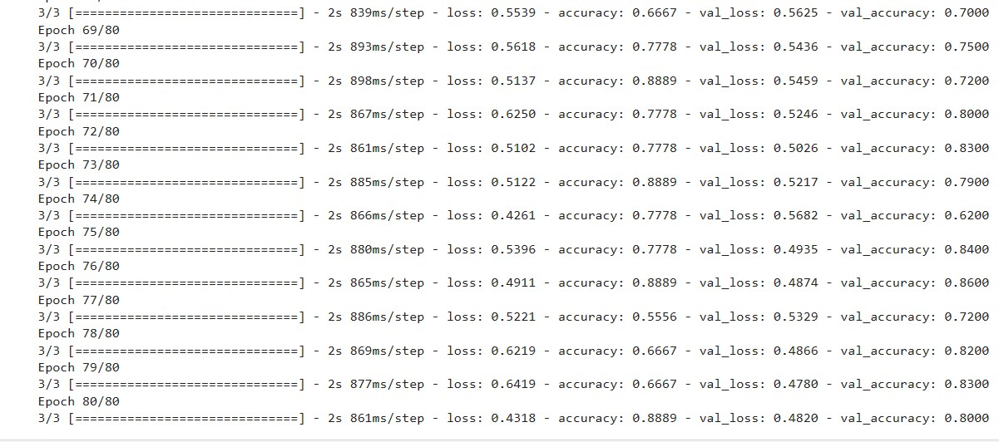 3/3 [==============================] - 2s 839ms/step - loss: 0.5539 - accuracy: 0.6667 - val_loss: 0.5625 - val_accuracy: 0.7000
Epoch 69/80
3/3 [==============================] - 2s 893ms/step - loss: 0.5618 - accuracy: 0.7778 - val_loss: 0.5436 - val_accuracy: 0.7500
Epoch 70/80
3/3 [==============================] - 2s 898ms/step - loss: 0.5137 - accuracy: 0.8889 - val_loss: 0.5459 - val_accuracy: 0.7200
Epoch 71/80
3/3 [==============================] - 2s 867ms/step - loss: 0.6250 - accuracy: 0.7778 - val_loss: 0.5246 - val_accuracy: 0.8000
Epoch 72/80
3/3 [==============================] - 2s 861ms/step - loss: 0.5102 - accuracy: 0.7778 - val_loss: 0.5026 - val_accuracy: 0.8300
Epoch 73/80
3/3 [==============================] - 2s 885ms/step - loss: 0.5122 - accuracy: 0.8889 - val_loss: 0.5217 - val_accuracy: 0.7900
Epoch 74/80
3/3 [==============================] - 2s 866ms/step - loss: 0.4261 - accuracy: 0.7778 - val_loss: 0.5682 - val_accuracy: 0.6200
Epoch 75/80
3/3 [==============================] - 2s 880ms/step - loss: 0.5396 - accuracy: 0.7778 - val_loss: 0.4935 - val_accuracy: 0.8400
Epoch 76/80
3/3 [==============================] - 2s 865ms/step - loss: 0.4911 - accuracy: 0.8889 - val_loss: 0.4874 - val_accuracy: 0.8600
Epoch 77/80
3/3 [==============================] - 2s 886ms/step - loss: 0.5221 - accuracy: 0.5556 - val_loss: 0.5329 - val_accuracy: 0.7200
Epoch 78/80
3/3 [==============================] - 2s 869ms/step - loss: 0.6219 - accuracy: 0.6667 - val_loss: 0.4866 - val_accuracy: 0.8200
Epoch 79/80
3/3 [==============================] - 2s 877ms/step - loss: 0.6419 - accuracy: 0.6667 - val_loss: 0.4780 - val_accuracy: 0.8300
Epoch 80/80
3/3 [==============================] - 2s 861ms/step - loss: 0.4318 - accuracy: 0.8889 - val_loss: 0.4820 - val_accuracy: 0.8000